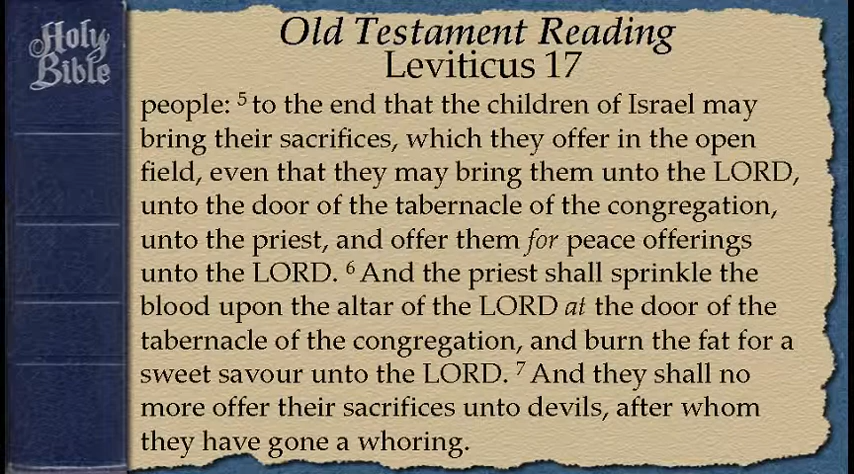 Holy
Bible
Old Testament Reading
Leviticus 17
people: 5 to the end that the children of Israel may
bring their sacrifices, which they offer in the open
field, even that they may bring them unto the LORD,
unto the door of the tabernacle of the congregation,
unto the priest, and offer them for peace offerings
unto the LORD. 6 And the priest shall sprinkle the
blood upon the altar of the LORD at the door of the
tabernacle of the congregation, and burn the fat for a
sweet savour unto the LORD. 7 And they shall no
more offer their sacrifices unto devils, after whom
they have gone a whoring.